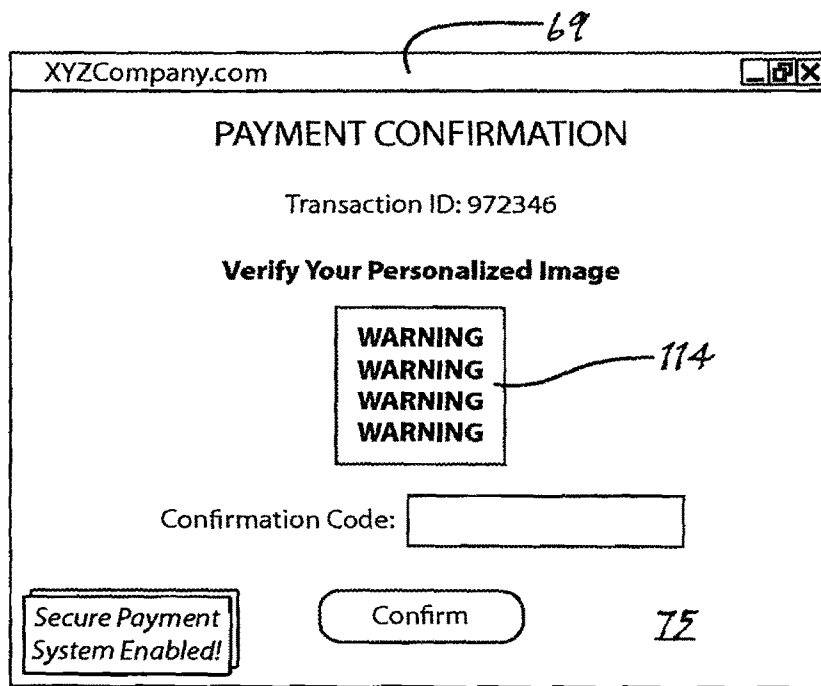 69
XYZCompany.com
PAYMENT CONFIRMATION
Transaction ID: 972346
Verify Your Personalized Image
WARNING
WARNING
WARNING
WARNING
114
Confirmation Code:
Secure Payment
System Enabled!
Confirm
75